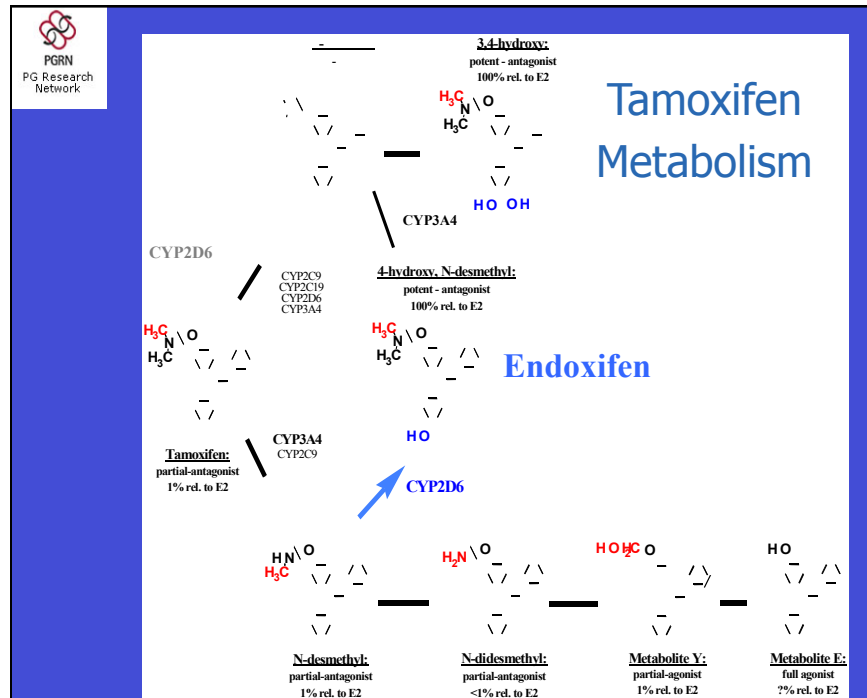 PGRN
PG Research
Network
Tamoxifen
Metabolism
-
-
3,4-hydroxy:
potent - antagonist
100% rel. to E2
H3C
O
N
H3C
HO OH
CYP3A4
CYP2D6
CYP2C9
CYP2C19
CYP2D6
CYP3A4
4-hydroxy, N-desmethyl:
potent - antagonist
100% rel. to E2
H3C
O
N
H3C
H3C
O
N
H3C
Endoxifen
HO
Tamoxifen:
partial-antagonist
1% rel. to E2
CYP3A4
CYP2C9
CYP2D6
HN
O
H3C
H2N
O
HOH2C
O
HO
N-desmethyl:
partial-antagonist
1% rel. to E2
N-didesmethyl:
partial-antagonist
<1% rel. to E2
Metabolite Y:
partial-agonist
1% rel. to E2
Metabolite E:
full agonist
?% rel. to E2